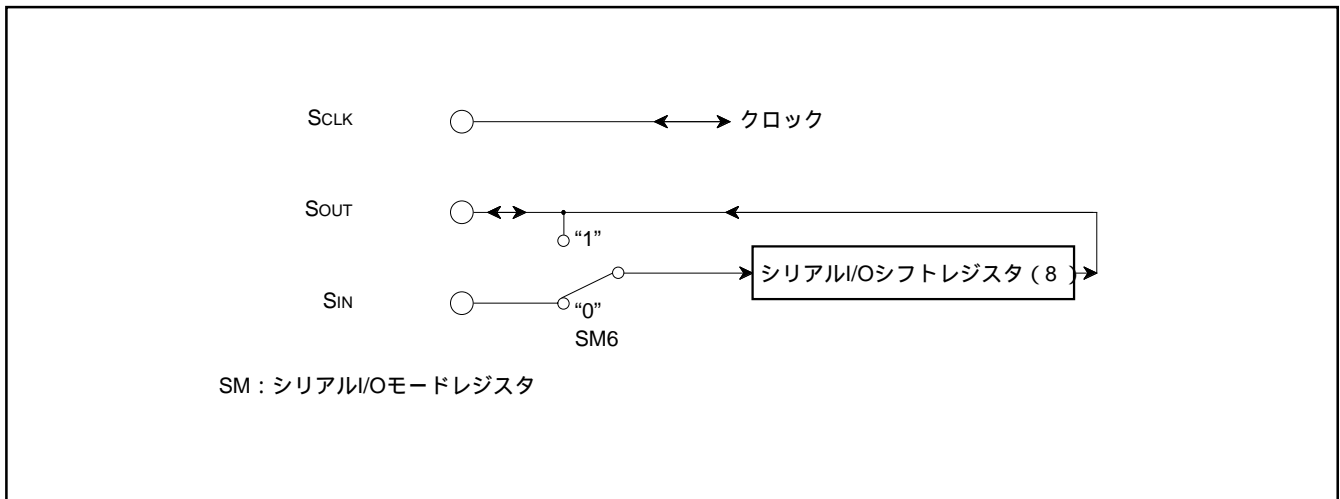 SCLK
クロック
SOUT
“1”
シリアルI/Oシフトレジスタ（8 ）
SIN
“0”
SM6
SM：シリアルI/Oモードレジスタ